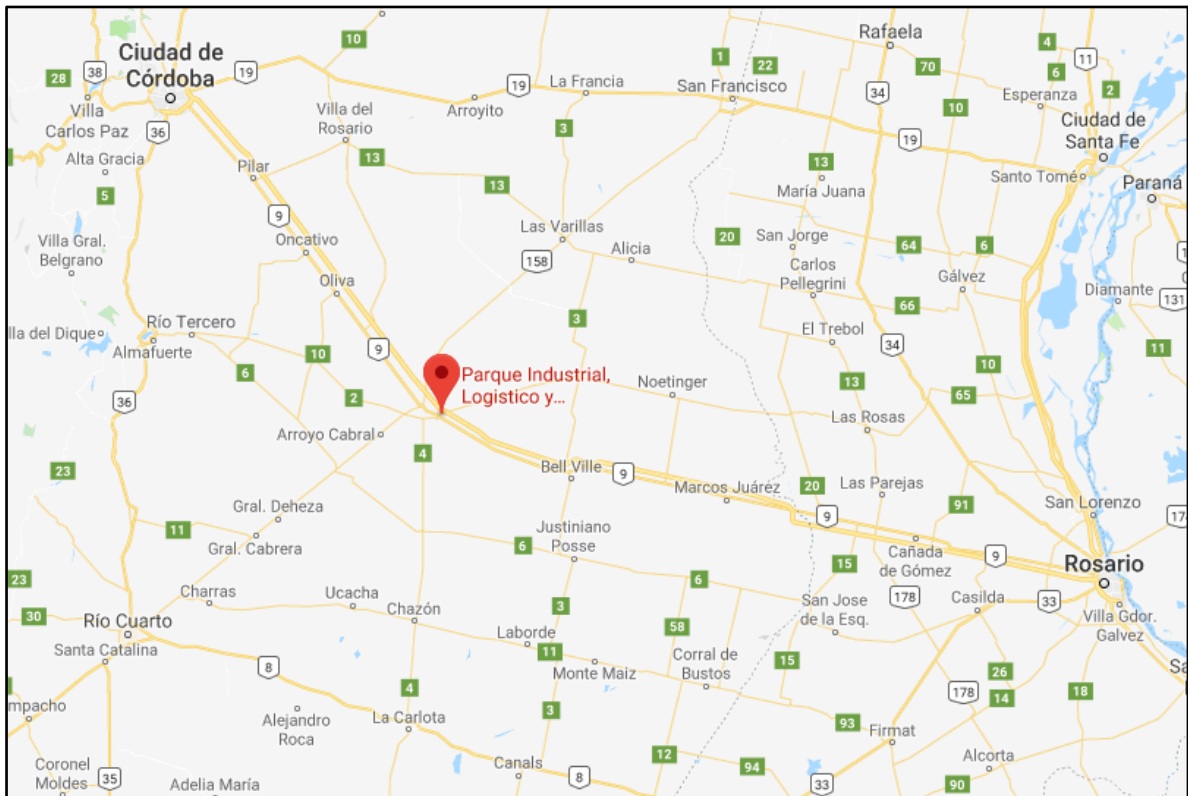 10
Ciudad de
Córdoba
19
28
38
Villa
Carlos Paz
36
Alta Gracia
5
Villa del
Rosario
13
Arroyito
19
La Francia
3
1
22
San Francisco
Rafaela
70
34
10
4
11
6
Esperanza
2
Ciudad de
Santa Fe
19
Santo Tomé
Paraná
Pilar
13
13
María Juana
9
Las Varillas
20
San Jorge
64
6
Villa Gral.
Belgrano
Oncativo
158
Alicia
Carlos
Pellegrini
Gálvez
Oliva
66
Diamante
131
lla del Dique
Río Tercero
Almafuerte
3
El Trebol
34
11
9
10
6
10
Parque Industrial,
Logistico y...
Noetinger
13
65
36
2
Las Rosas
Arroyo Cabral
4
23
Bell Ville
9
Marcos Juárez
20
Las Parejas
91
San Lorenzo
174
9
Gral. Deheza
11
Gral. Cabrera
6
Justiniano
Posse
Cañada
de Gómez
9
Rosario
23
Charras
Ucacha
Chazón
3
6
15
178
San Jose
de la Esq.
Casilda
33
Villa Gdor.
Galvez
30
Río Cuarto
58
Santa Catalina
8
Laborde
11
Monte Maiz
Corral de
Bustos
15
26
Sa
178
14
18
4
3
mpacho
Alejandro
Roca
La Carlota
93
Firmat
12
Coronel
Moldes
35
Adelia María
Canals
8
94
33
Alcorta
90